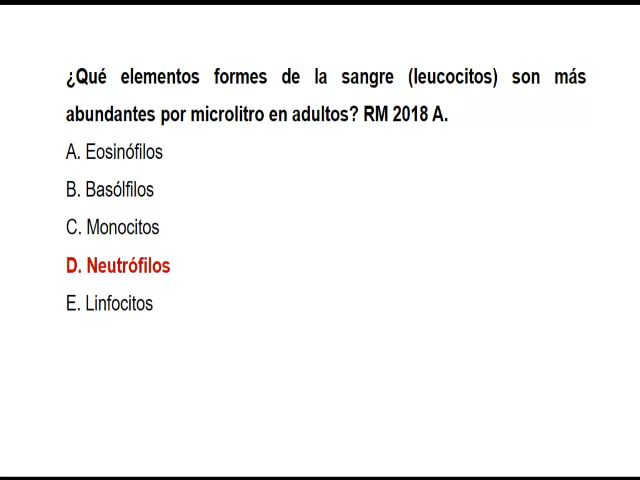 ¿Qué elementos formes de la sangre (leucocitos) son más
abundantes por microlitro en adultos? RM 2018 A.
A. Eosinófilos
B. Basólfilos
C. Monocitos
D. Neutrófilos
E. Linfocitos